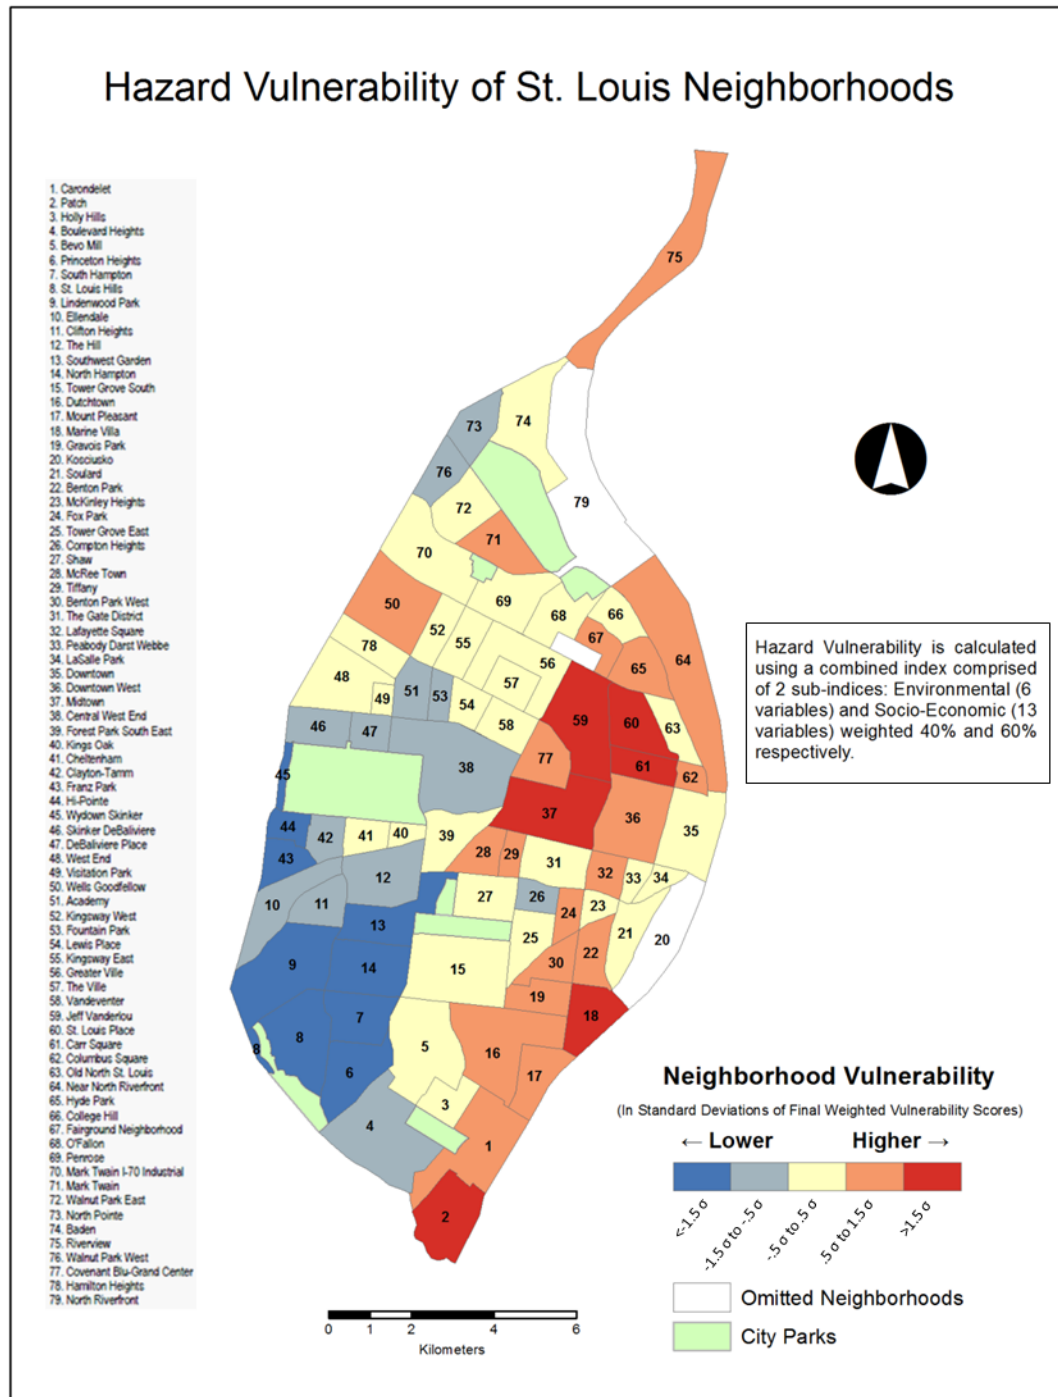 Hazard Vulnerability of St. Louis Neighborhoods
1. Carondelet
2. Patch
3. Holly Hills
4. Boulevard Heights
5. Bevo Mill
6. Princeton Heights
7. South Hampton
8. St. Louis Hills
9. Lindenwood Park
10. Ellendale
11. Clifton Heights
12. The Hill
13. Southwest Garden
14. North Hampton
15. Tower Grove South
16. Dutchtown
17. Mount Pleasant
18. Marine Villa
19. Gravois Park
20. Kosciusko
21. Soulard
22. Benton Park
23. McKinley Heights
24. Fox Park
25. Tower Grove East
26. Compton Heights
27. Shaw
28. McRee Town
29. Tiffany
30. Benton Park West
31. The Gate District
32. Lafayette Square
33. Peabody Darst Webbe
34. LaSalle Park
35. Downtown
36. Downtown West
37. Midtown
38. Central West End
39. Forest Park South East
40. Kings Oak
41. Cheltenham
42. Clayton-Tamm
43. Franz Park
44. Hi-Pointe
45. Wydown Skinker
46. Skinker DeBaliviere
47. DeBaliviere Place
48. West End
49. Visitation Park
50. Wells Goodfellow
51. Academy
52. Kingsway West
53. Fountain Park
54. Lewis Place
55. Kingsway East
56. Greater Ville
57. The Ville
58. Vandeventer
59. Jeff Vanderlou
60. St. Louis Place
61. Carr Square
62. Columbus Square
63. Old North St. Louis
64. Near North Riverfront
65. Hyde Park
66. College Hill
67. Fairground Neighborhood
68. O'Fallon
69. Penrose
70. Mark Twain I-70 Industrial
71. Mark Twain
72. Walnut Park East
73. North Pointe
74. Baden
75. Riverview
76. Walnut Park West
77. Covenant Blu-Grand Center
78. Hamilton Heights
79. North Riverfront
75
74
73
76
79
72
71
70
69
50
68
66
67
52
55
78
56
65
64
48
57
51
53
49
54
58
59
60
63
46
47
38
77
61
62
45
37
36
35
44
42
41
40
39
43
28
29
31
12
32
33
34
10
11
27
26
24
23
13
25
21
20
9
14
15
30
22
19
18
7
8
8
5
16
6
17
3
4
1
2
Hazard Vulnerability is calculated
using a combined index comprised
of 2 sub-indices: Environmental (6
variables) and Socio-Economic (13
variables) weighted 40% and 60%
respectively.
Neighborhood Vulnerability
(In Standard Deviations of Final Weighted Vulnerability Scores)
← Lower Higher →
<-1.5 σ
-1.5 σ to -.5 σ
-.5 σ to .5 σ
.5 σ to 1.5 σ
>1.5 σ
Omitted Neighborhoods
City Parks
0 1 2 4 6
Kilometers